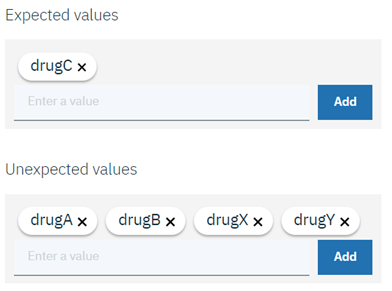 Expected values
drugC ×
Enter a value Add
Unexpected values
drugA × drugB × drugX × drugY ×
Enter a value Add